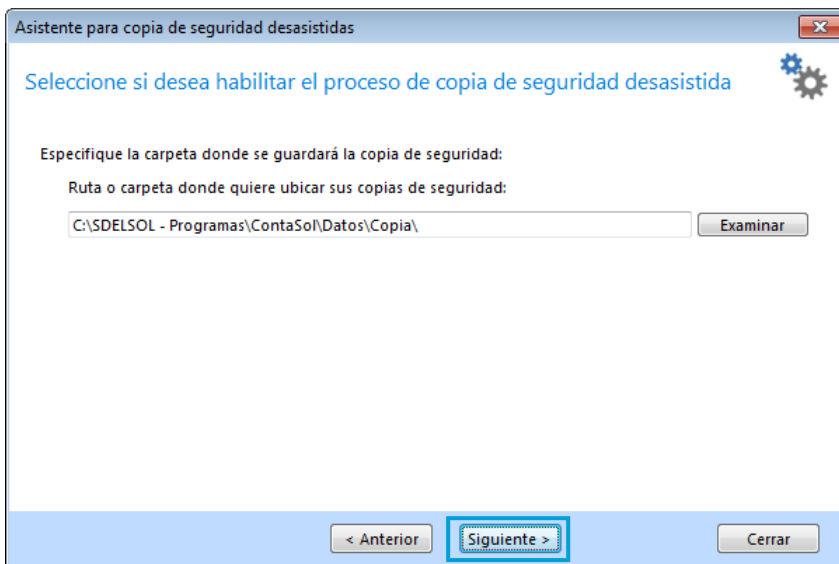 Asistente para copia de seguridad desasistidas
Seleccione si desea habilitar el proceso de copia de seguridad desasistida
Especifique la carpeta donde se guardará la copia de seguridad:
Ruta o carpeta donde quiere ubicar sus copias de seguridad:
C:\SDELSOL - Programas\ContaSol\Datos\Copia\ Examinar
< Anterior Siguiente > Cerrar